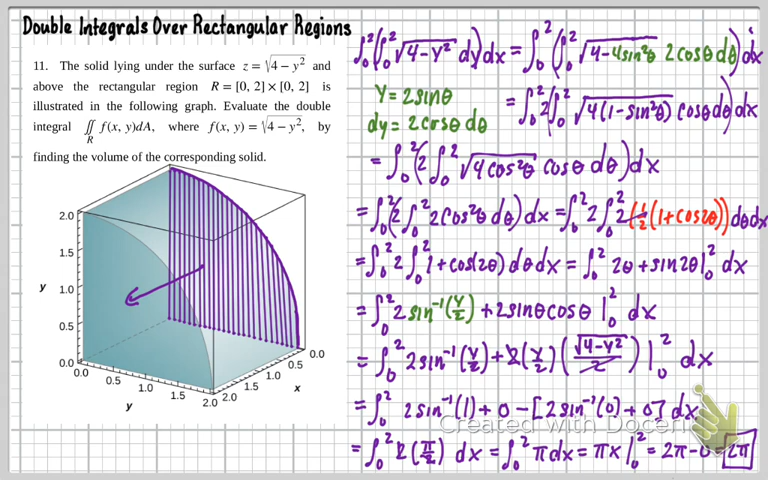 Double Integrals Over Rectangular Regions
11. The solid lying under the surface z = √(4 − y²) and
above the rectangular region R = [0, 2] × [0, 2] is
illustrated in the following graph. Evaluate the double
integral ∬_R f(x, y)dA, where f(x, y) = √(4 − y²), by
finding the volume of the corresponding solid.
2.0
1.5
y 1.0
0.5
0.0
0.0 0.5 1.0 1.5 2.0
y
2.0 1.5 1.0 0.5 0.0
x
∫₀²(∫₀² √(4−y²) dy)dx = ∫₀²(∫₀² √(4−4sin²θ) 2cosθ dθ)dx
y = 2sinθ
dy = 2cosθ dθ
= ∫₀² 2(∫₀² √(4(1−sin²θ)) cosθ dθ)dx
= ∫₀²(2 ∫₀² √(4cos²θ) cosθ dθ)dx
= ∫₀²(2 ∫₀² 2cos²θ dθ)dx = ∫₀² 2∫₀² 2(½(1+cos2θ)) dθdx
= ∫₀² 2∫₀² 1+cos(2θ) dθdx = ∫₀² 2θ + sin2θ |₀² dx
= ∫₀² 2sin⁻¹(y/2) + 2sinθcosθ |₀² dx
= ∫₀² 2sin⁻¹(y/2) + 2(y/2)(√(4−y²)/2) |₀² dx
= ∫₀² 2sin⁻¹(1) + 0 − [2sin⁻¹(0) + 0] dx
Created with Docer
= ∫₀² 2(π/2) dx = ∫₀² π dx = πx |₀² = 2π − 0 = 2π